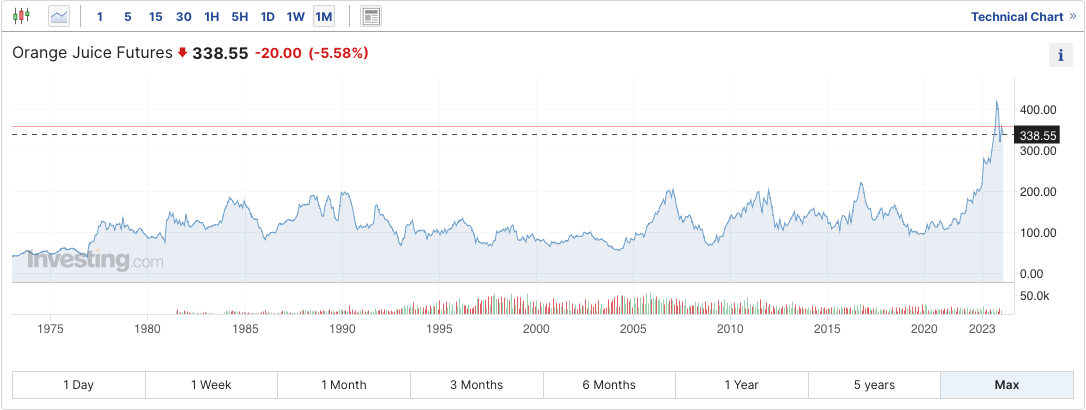 1 5 15 30 1H 5H 1D 1W 1M Technical Chart »
Orange Juice Futures 338.55 -20.00 (-5.58%) i
400.00
338.55
300.00
200.00
100.00
0.00
Investing.com
50.0k
1975 1980 1985 1990 1995 2000 2005 2010 2015 2020 2023
1 Day 1 Week 1 Month 3 Months 6 Months 1 Year 5 years Max